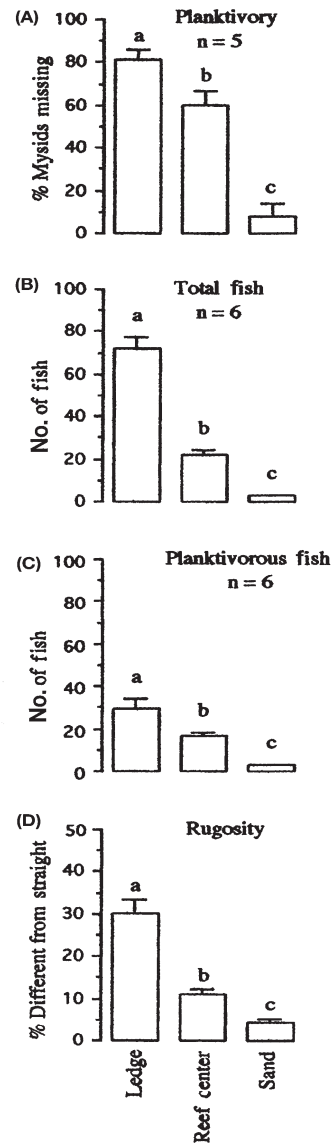 (A)
Planktivory
n = 5
% Mysids missing
100
80
60
40
20
0
a
b
c
(B)
Total fish
n = 6
No. of fish
100
80
60
40
20
0
a
b
c
(C)
Planktivorous fish
n = 6
No. of fish
100
80
60
40
20
0
a
b
c
(D)
Rugosity
% Different from straight
50
40
30
20
10
0
a
b
c
Ledge
Reef center
Sand